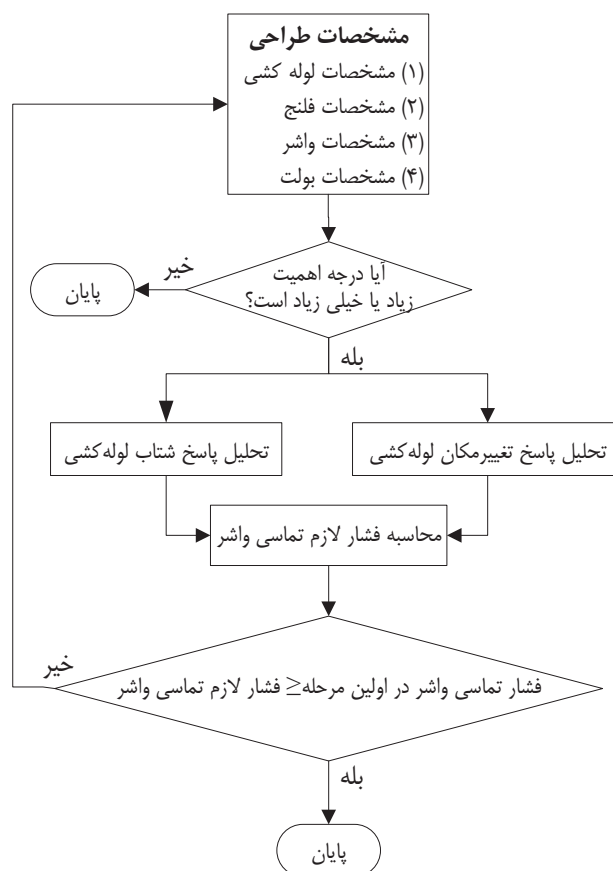 مشخصات طراحی
(۱) مشخصات لوله کشی
(۲) مشخصات فلنج
(۳) مشخصات واشر
(۴) مشخصات بولت
آیا درجه اهمیت
زیاد یا خیلی زیاد است؟
خیر
پایان
بله
تحلیل پاسخ تغییرمکان لوله‌کشی
تحلیل پاسخ شتاب لوله‌کشی
محاسبه فشار لازم تماسی واشر
فشار تماسی واشر در اولین مرحله≥ فشار لازم تماسی واشر
خیر
بله
پایان